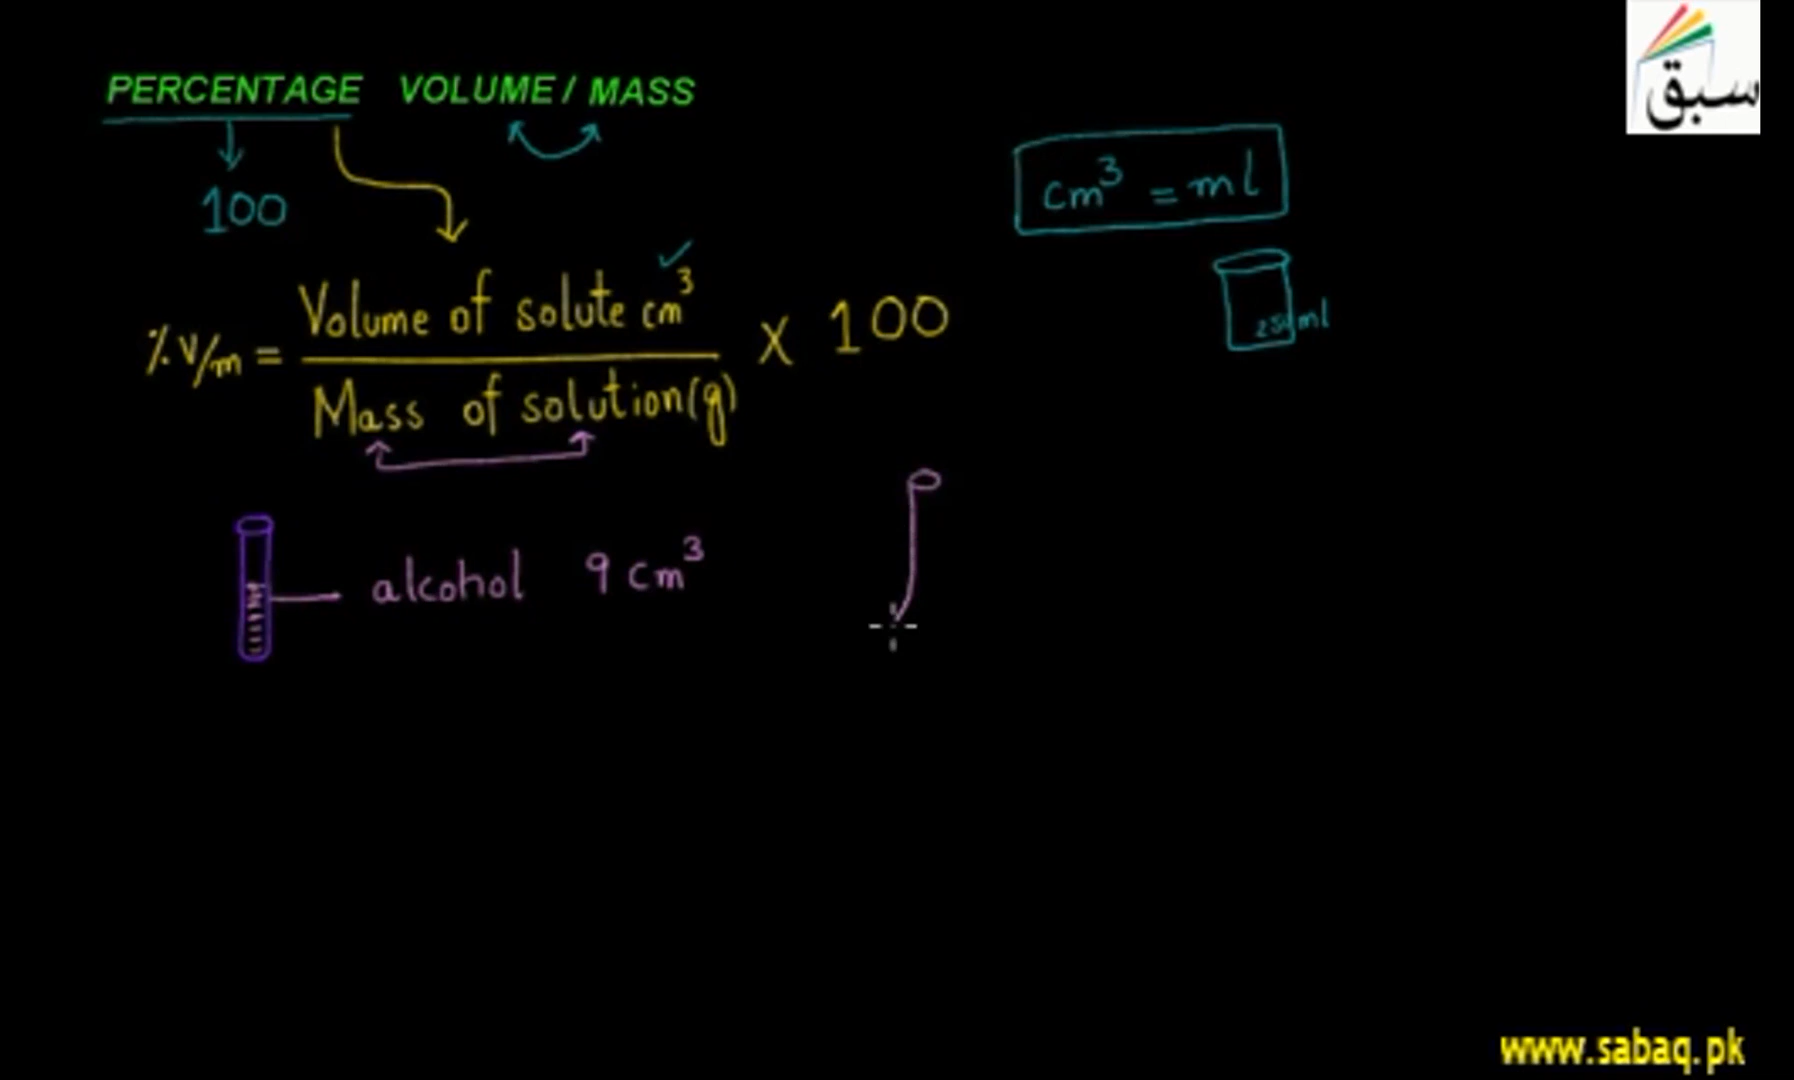 سبق
PERCENTAGE VOLUME / MASS
100
cm³ = ml
% V/m = Volume of solute cm³ / Mass of solution (g) X 100
ml
alcohol 9 cm³
www.sabaq.pk